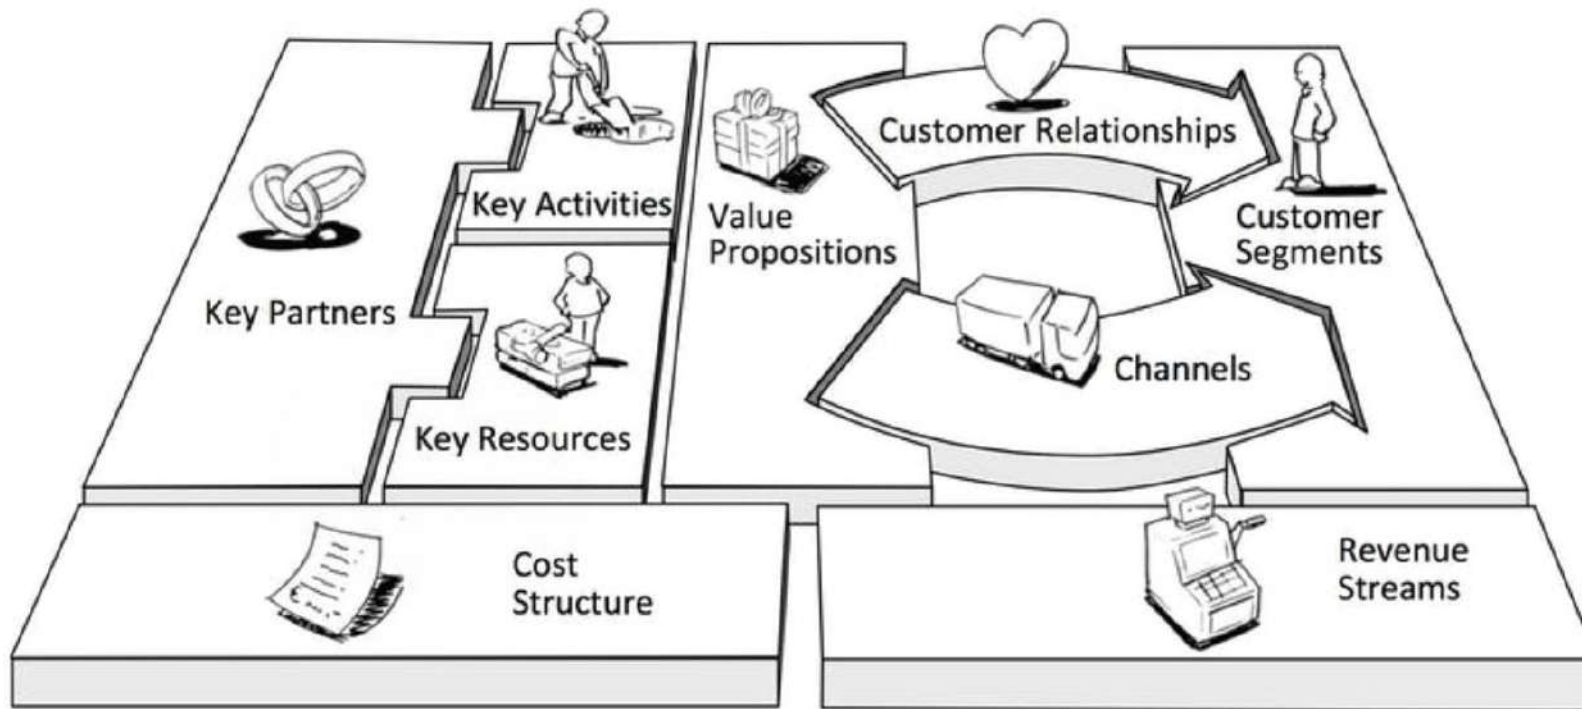 Key Partners
Key Activities
Key Resources
Value
Propositions
Customer Relationships
Channels
Customer
Segments
Cost
Structure
Revenue
Streams